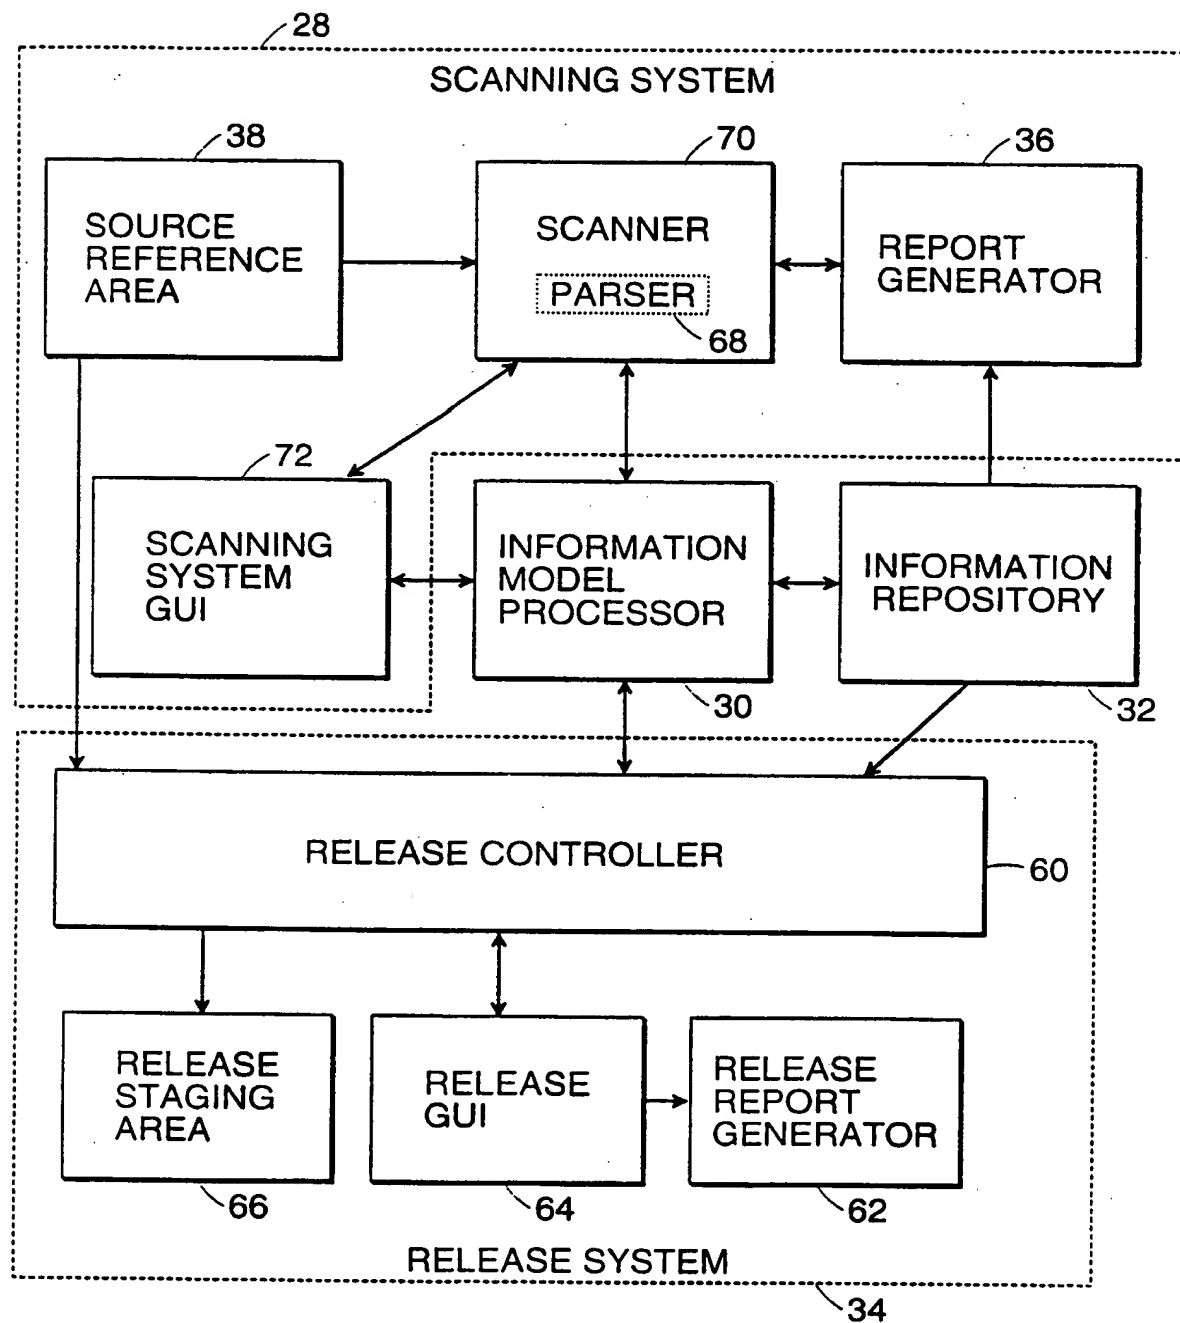 28
SCANNING SYSTEM
38
70
36
SOURCE
REFERENCE
AREA
SCANNER
PARSER
68
REPORT
GENERATOR
72
SCANNING
SYSTEM
GUI
INFORMATION
MODEL
PROCESSOR
INFORMATION
REPOSITORY
30
32
RELEASE CONTROLLER
60
RELEASE
STAGING
AREA
RELEASE
GUI
RELEASE
REPORT
GENERATOR
66
64
62
RELEASE SYSTEM
34